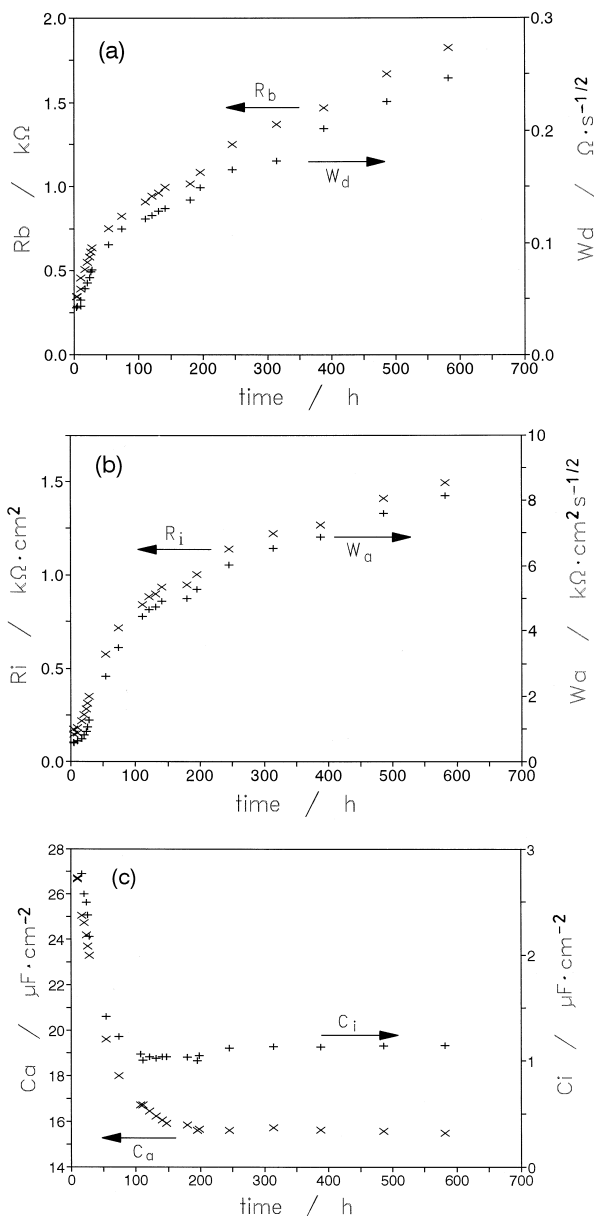 (a)
2.0
1.5
1.0
0.5
0.0
Rb / kΩ
0.3
0.2
0.1
0.0
Wd / Ω·s-1/2
Rb
Wd
0 100 200 300 400 500 600 700
time / h
(b)
1.5
1.0
0.5
0.0
Ri / kΩ·cm2
10
8
6
4
2
0
Wa / kΩ·cm2s-1/2
Ri
Wa
0 100 200 300 400 500 600 700
time / h
(c)
28
26
24
22
20
18
16
14
Ca / µF·cm-2
3
2
1
0
Ci / µF·cm-2
Ci
Ca
0 100 200 300 400 500 600 700
time / h